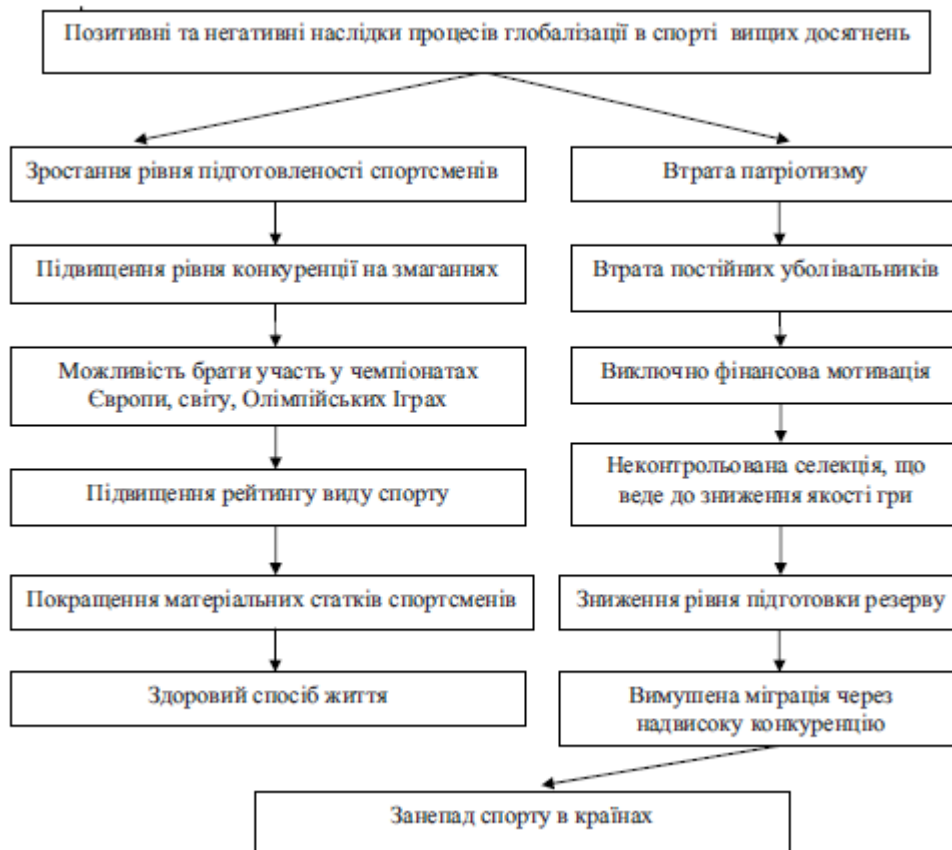 Позитивні та негативні наслідки процесів глобалізації в спорті вищих досягнень
Зростання рівня підготовленості спортсменів
Підвищення рівня конкуренції на змаганнях
Можливість брати участь у чемпіонатах
Європи, світу, Олімпійських Іграх
Підвищення рейтингу виду спорту
Покращення матеріальних статків спортсменів
Здоровий спосіб життя
Втрата патріотизму
Втрата постійних уболівальників
Виключно фінансова мотивація
Неконтрольована селекція, що
веде до зниження якості гри
Зниження рівня підготовки резерву
Вимушена міграція через
надвисоку конкуренцію
Занепад спорту в країнах